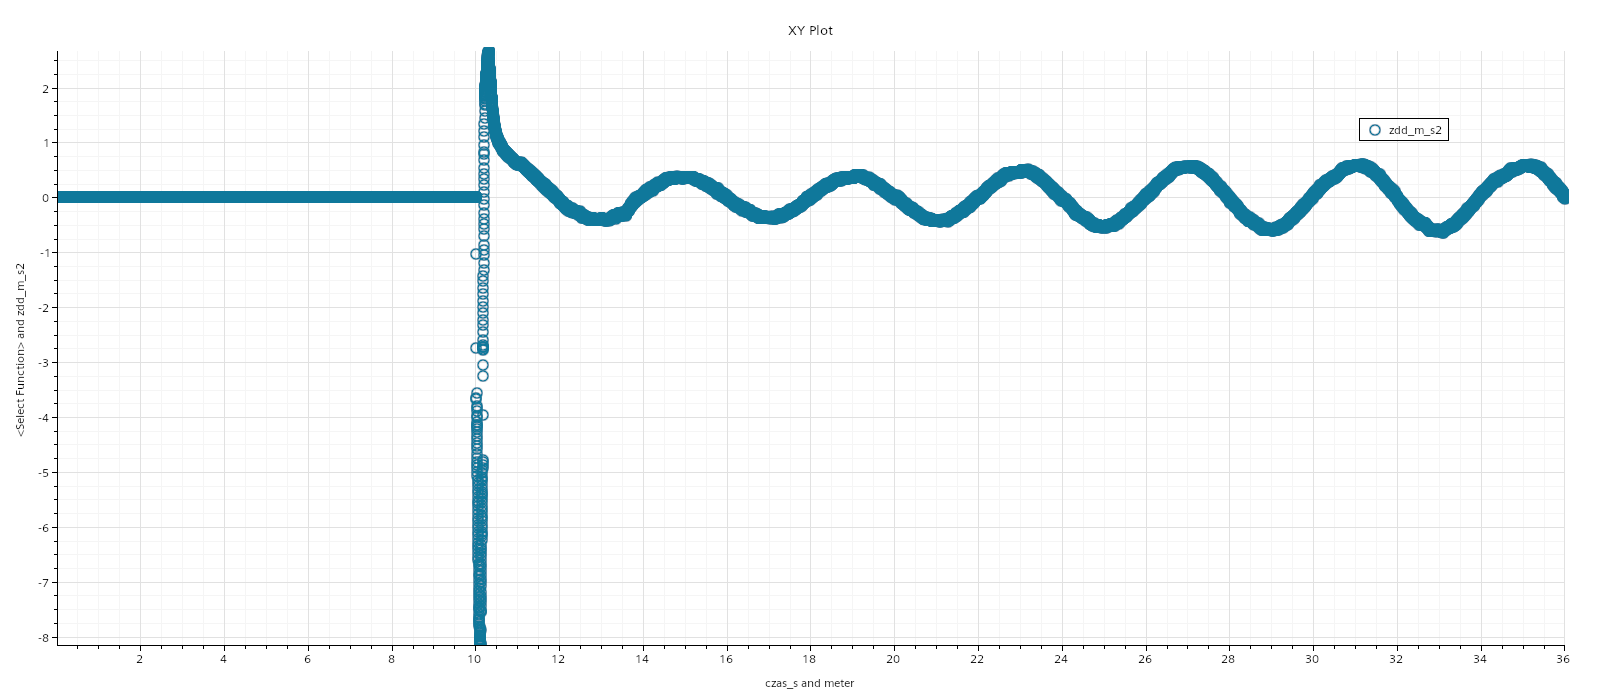 XY Plot
zdd_m_s2
<Select Function> and zdd_m_s2
2
1
0
-1
-2
-3
-4
-5
-6
-7
-8
2 4 6 8 10 12 14 16 18 20 22 24 26 28 30 32 34 36
czas_s and meter